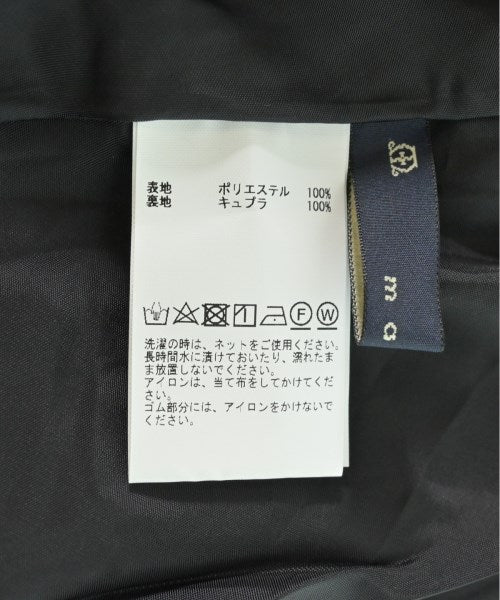 表地 ポリエステル 100%
裏地 キュプラ 100%
F W
洗濯の時は、ネットをご使用ください。
長時間水に漬けておいたり、濡れたま
ま放置しないでください。
アイロンは、当て布をしてかけてください。
ゴム部分には、アイロンをかけないで
ください。
m a